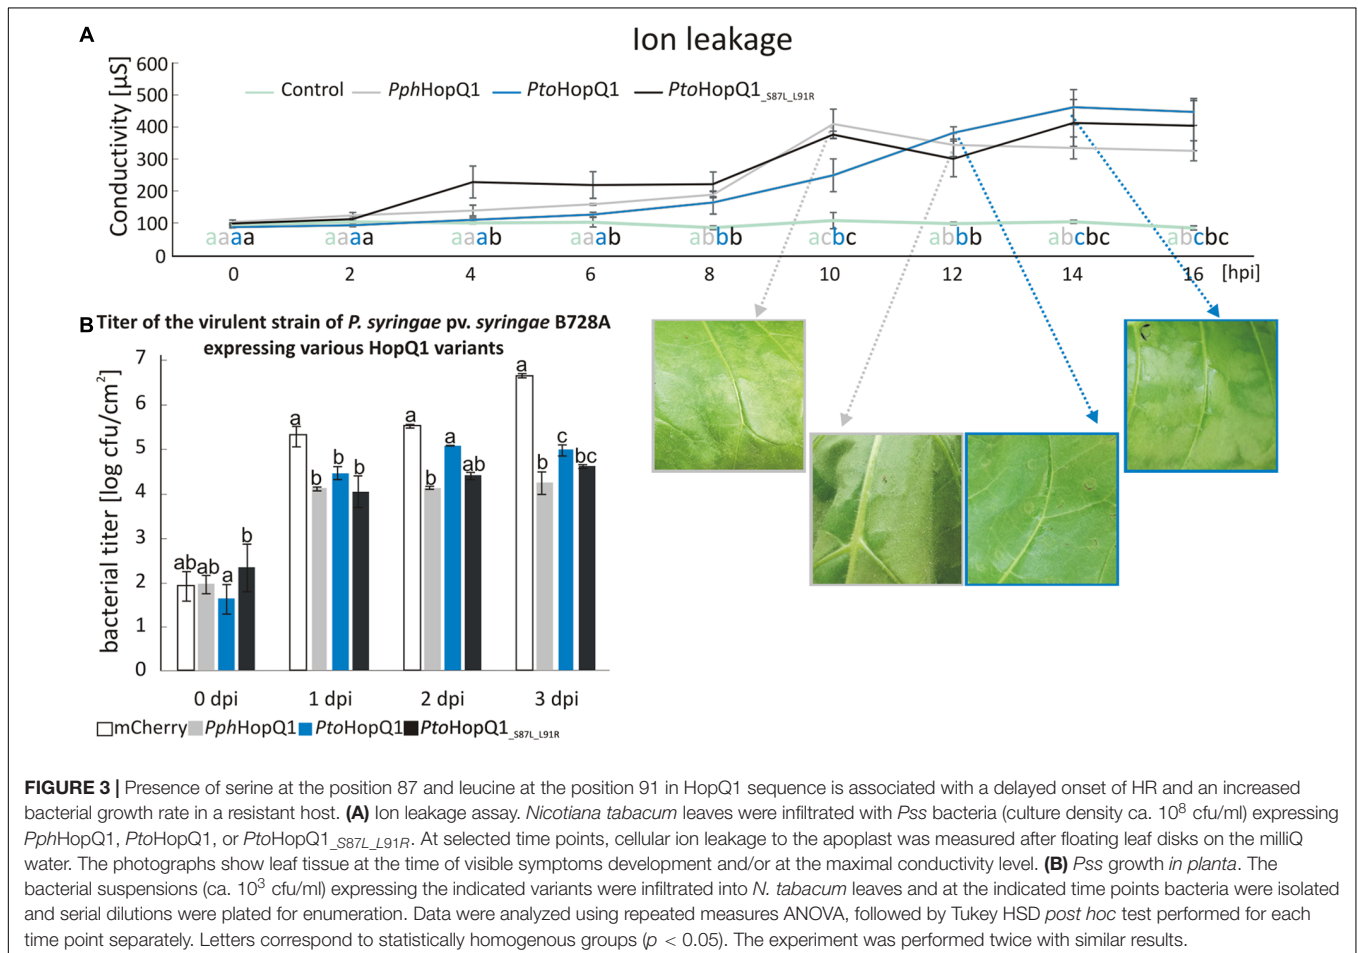 A
Ion leakage
Conductivity [µS]
600
500
400
300
200
100
0
Control PphHopQ1 PtoHopQ1 PtoHopQ1_S87L_L91R
aaaa aaaa aaab aaab abbb acbc abbb abcbc abcbc
0 2 4 6 8 10 12 14 16 [hpi]
B Titer of the virulent strain of P. syringae pv. syringae B728A
expressing various HopQ1 variants
bacterial titer [log cfu/cm²]
7
6
5
4
3
2
1
0
ab ab a b
a b b b
a b a ab
a b c bc
0 dpi 1 dpi 2 dpi 3 dpi
mCherry PphHopQ1 PtoHopQ1 PtoHopQ1_S87L_L91R
FIGURE 3 | Presence of serine at the position 87 and leucine at the position 91 in HopQ1 sequence is associated with a delayed onset of HR and an increased
bacterial growth rate in a resistant host. (A) Ion leakage assay. Nicotiana tabacum leaves were infiltrated with Pss bacteria (culture density ca. 10⁸ cfu/ml) expressing
PphHopQ1, PtoHopQ1, or PtoHopQ1_S87L_L91R. At selected time points, cellular ion leakage to the apoplast was measured after floating leaf disks on the milliQ
water. The photographs show leaf tissue at the time of visible symptoms development and/or at the maximal conductivity level. (B) Pss growth in planta. The
bacterial suspensions (ca. 10³ cfu/ml) expressing the indicated variants were infiltrated into N. tabacum leaves and at the indicated time points bacteria were isolated
and serial dilutions were plated for enumeration. Data were analyzed using repeated measures ANOVA, followed by Tukey HSD post hoc test performed for each
time point separately. Letters correspond to statistically homogenous groups (p < 0.05). The experiment was performed twice with similar results.